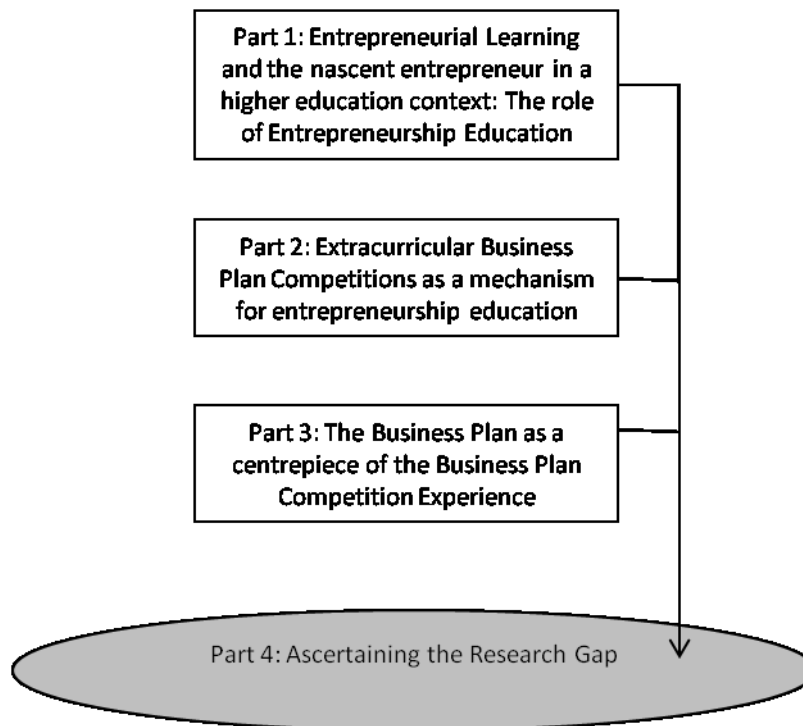 Part 1: Entrepreneurial Learning
and the nascent entrepreneur in a
higher education context: The role
of Entrepreneurship Education
Part 2: Extracurricular Business
Plan Competitions as a mechanism
for entrepreneurship education
Part 3: The Business Plan as a
centrepiece of the Business Plan
Competition Experience
Part 4: Ascertaining the Research Gap